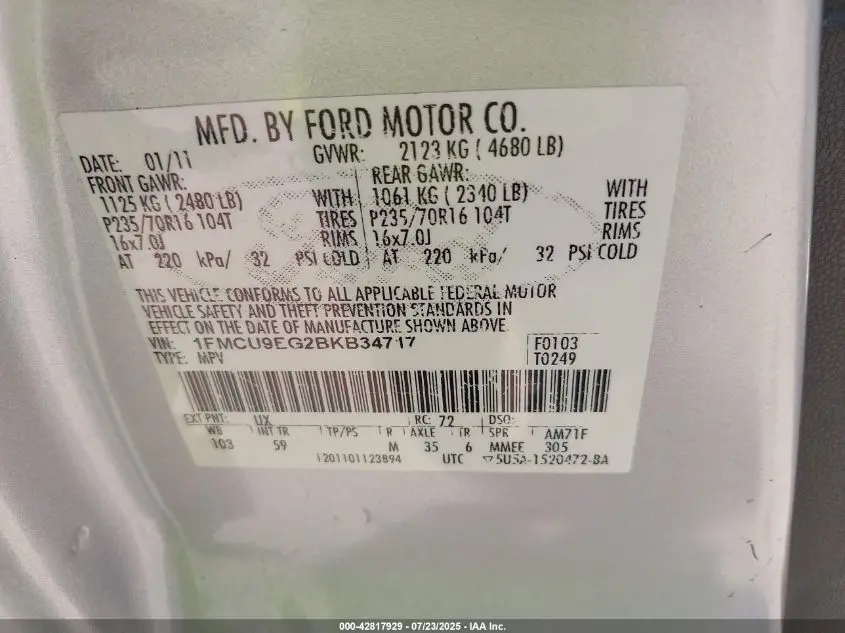 MFD. BY FORD MOTOR CO.
DATE: 01/11 GVWR: 2123 KG ( 4680 LB)
FRONT GAWR: REAR GAWR:
1125 KG ( 2480 LB) WITH 1061 KG ( 2340 LB) WITH
P235/70R16 104T TIRES P235/70R16 104T TIRES
16x7.0J RIMS 16x7.0J RIMS
AT 220 kPa/ 32 PSI COLD AT 220 kPa/ 32 PSI COLD
THIS VEHICLE CONFORMS TO ALL APPLICABLE FEDERAL MOTOR
VEHICLE SAFETY AND THEFT PREVENTION STANDARDS IN
EFFECT ON THE DATE OF MANUFACTURE SHOWN ABOVE.
VIN: 1FMCU9EG2BKB34717 F0103
TYPE: MPV T0249
EXT PNT: UX RC: 72 DSO:
WB INT TR TP/PS R AXLE TR SPR AM71F
103 59 M 35 6 MMEE 305
1201101123894 UTC 5U5A-1520472-BA
000-42817929 - 07/23/2025 - IAA Inc.